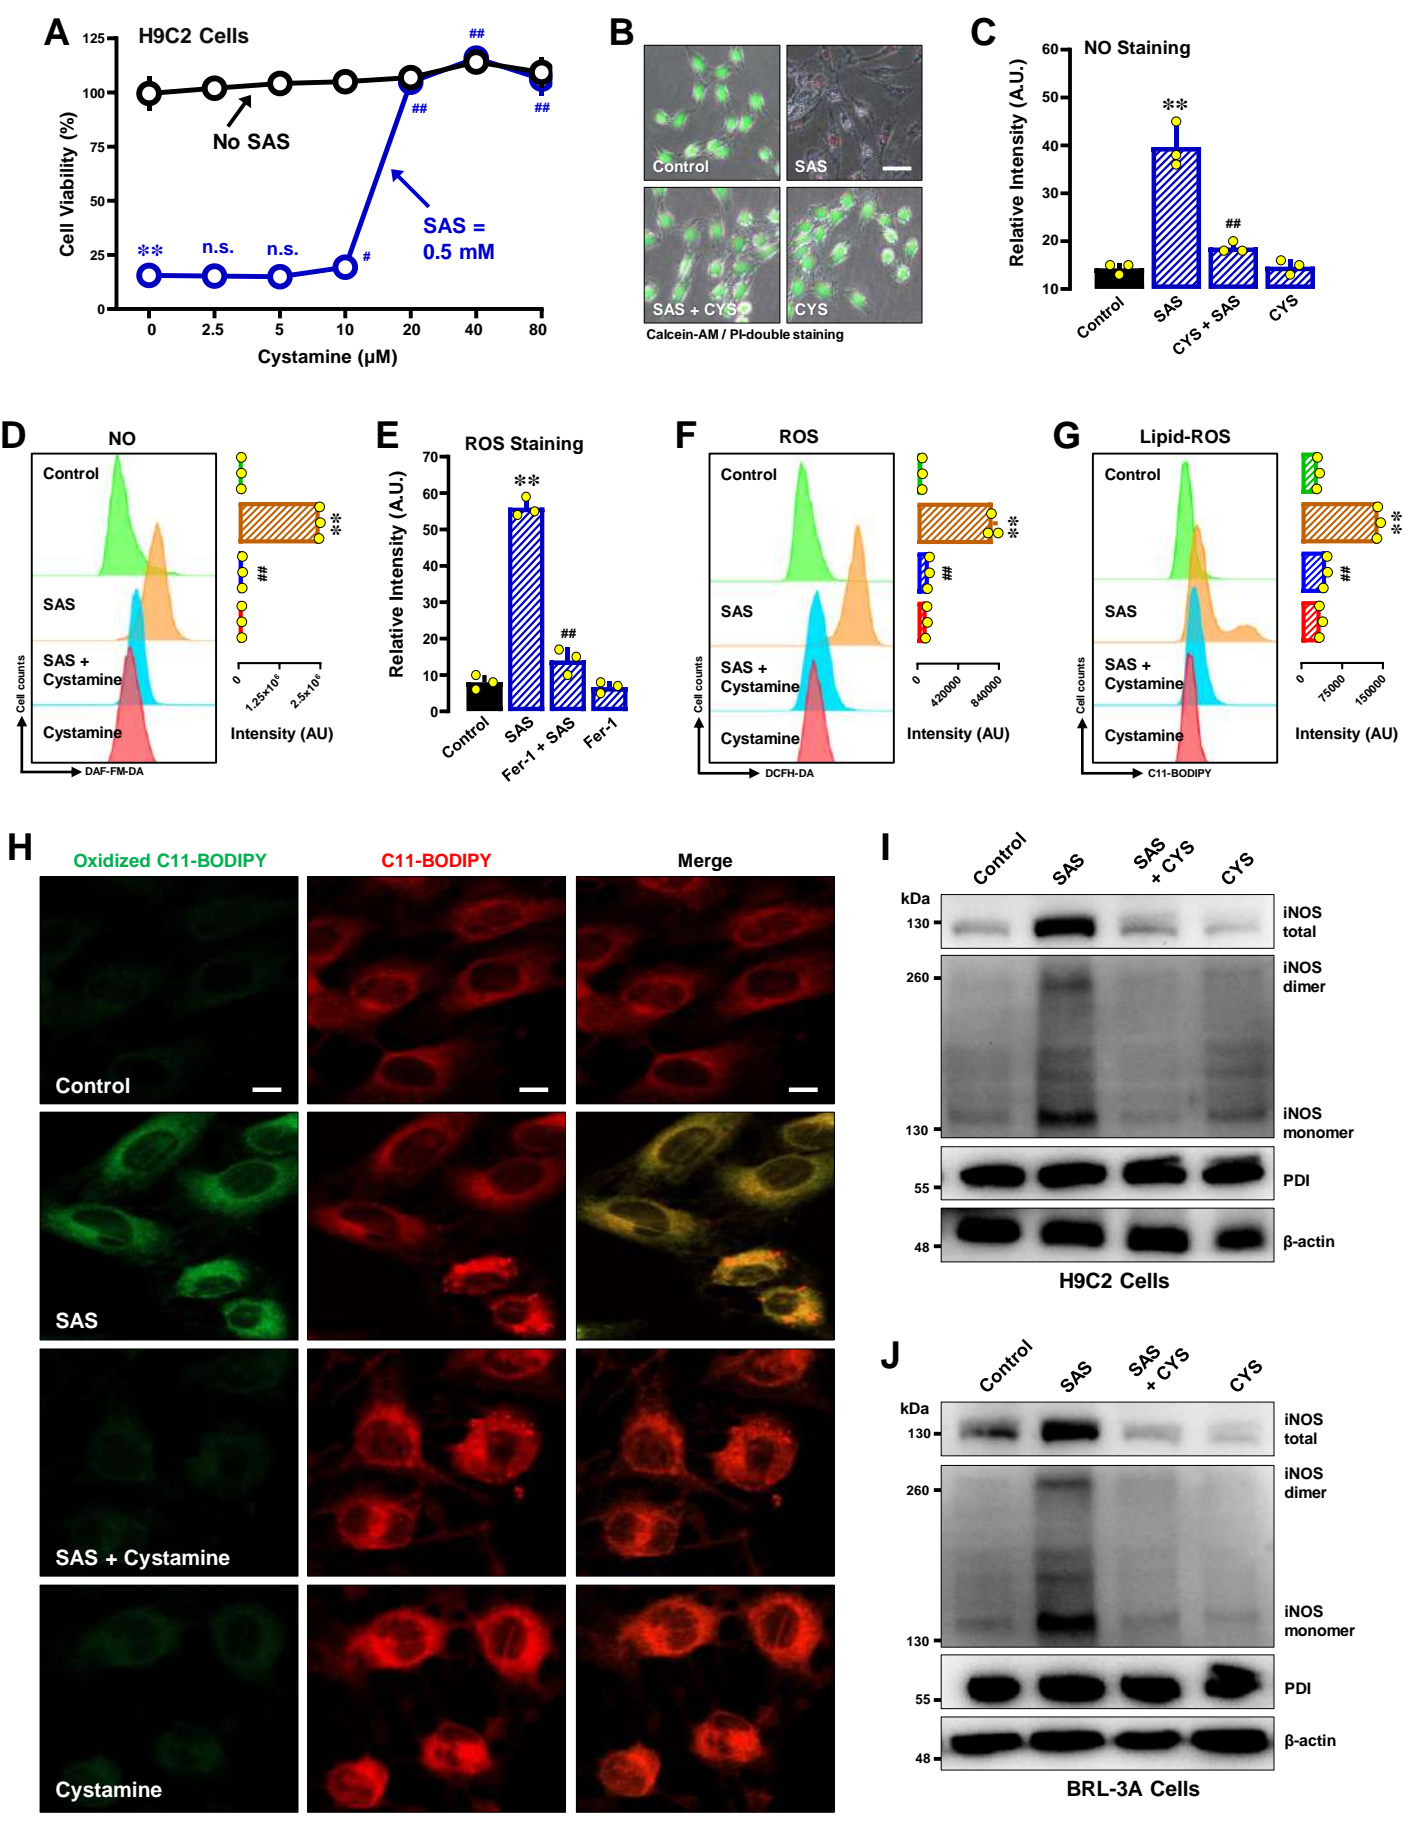 A
H9C2 Cells
125
100
75
50
25
0
Cell Viability (%)
No SAS
SAS =
0.5 mM
**
n.s.
n.s.
#
##
##
##
0
2.5
5
10
20
40
80
Cystamine (µM)
B
Control
SAS
SAS + CYS
CYS
Calcein-AM / PI-double staining
C
NO Staining
60
50
40
30
20
10
Relative Intensity (A.U.)
**
##
Control
SAS
CYS + SAS
CYS
D
NO
Control
SAS
SAS +
Cystamine
Cystamine
Cell counts
DAF-FM-DA
**
##
0
1.25×10⁶
2.5×10⁶
Intensity (AU)
E
ROS Staining
70
60
50
40
30
20
10
0
Relative Intensity (A.U.)
**
##
Control
SAS
Fer-1 + SAS
Fer-1
F
ROS
Control
SAS
SAS +
Cystamine
Cystamine
Cell counts
DCFH-DA
**
##
0
420000
840000
Intensity (AU)
G
Lipid-ROS
Control
SAS
SAS +
Cystamine
Cystamine
Cell counts
C11-BODIPY
**
##
0
75000
150000
Intensity (AU)
H
Oxidized C11-BODIPY
C11-BODIPY
Merge
Control
SAS
SAS + Cystamine
Cystamine
I
Control
SAS
SAS
+ CYS
CYS
kDa
130
iNOS
total
260
iNOS
dimer
iNOS
monomer
130
PDI
55
β-actin
48
H9C2 Cells
J
Control
SAS
SAS
+ CYS
CYS
kDa
130
iNOS
total
260
iNOS
dimer
iNOS
monomer
130
PDI
55
β-actin
48
BRL-3A Cells